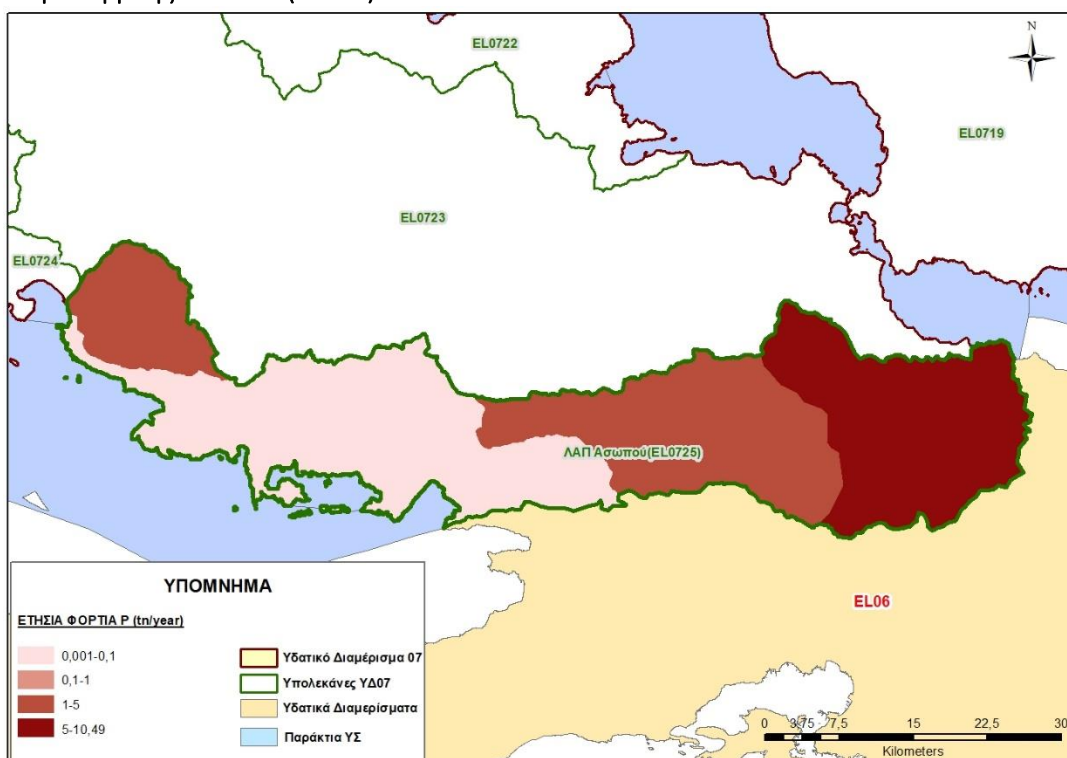 N
EL0722
EL0719
EL0723
EL0724
ΛΑΠ Ασωπού(EL0725)
EL06
ΥΠΟΜΝΗΜΑ
ΕΤΗΣΙΑ ΦΟΡΤΙΑ P (tn/year)
0,001-0,1
0,1-1
1-5
5-10,49
Υδατικό Διαμέρισμα 07
Υπολεκάνες ΥΔ07
Υδατικά Διαμερίσματα
Παράκτια ΥΣ
0 3,75 7,5 15 22,5 30
Kilometers